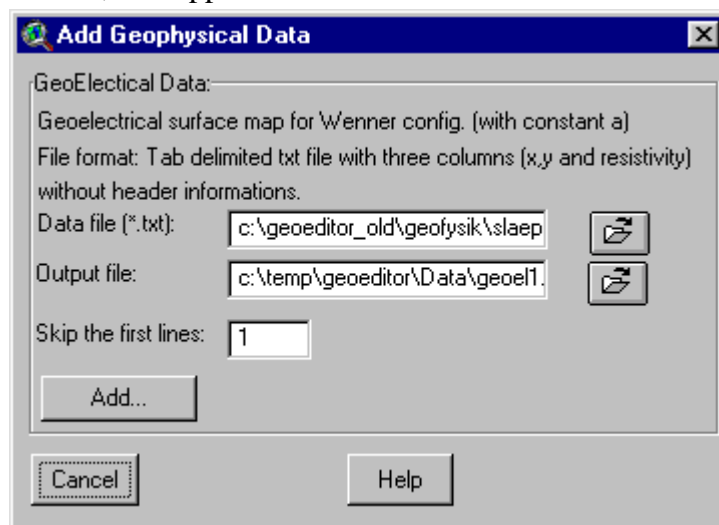 Add Geophysical Data
GeoElectical Data:
Geoelectrical surface map for Wenner config. (with constant a)
File format: Tab delimited txt file with three columns (x,y and resistivity)
without header informations.
Data file (*.txt):
c:\geoeditor_old\geofysik\slaep
Output file:
c:\temp\geoeditor\Data\geoel1.
Skip the first lines:
1
Add...
Cancel
Help